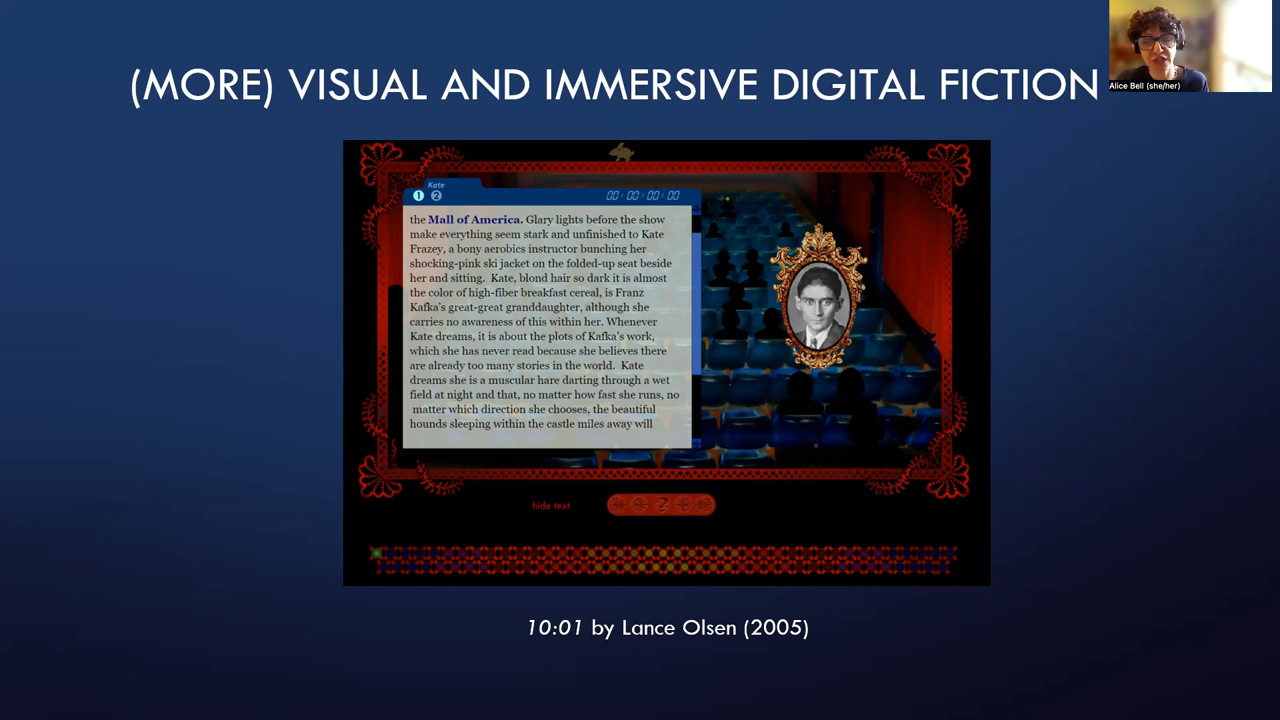 (MORE) VISUAL AND IMMERSIVE DIGITAL FICTION
Alice Bell (she/her)
Kate
1 2
00:00:00:00
the Mall of America. Glary lights before the show
make everything seem stark and unfinished to Kate
Frazey, a bony aerobics instructor bunching her
shocking-pink ski jacket on the folded-up seat beside
her and sitting. Kate, blond hair so dark it is almost
the color of high-fiber breakfast cereal, is Franz
Kafka's great-great granddaughter, although she
carries no awareness of this within her. Whenever
Kate dreams, it is about the plots of Kafka's work,
which she has never read because she believes there
are already too many stories in the world. Kate
dreams she is a muscular hare darting through a wet
field at night and that, no matter how fast she runs, no
matter which direction she chooses, the beautiful
hounds sleeping within the castle miles away will
hide text
?
10:01 by Lance Olsen (2005)